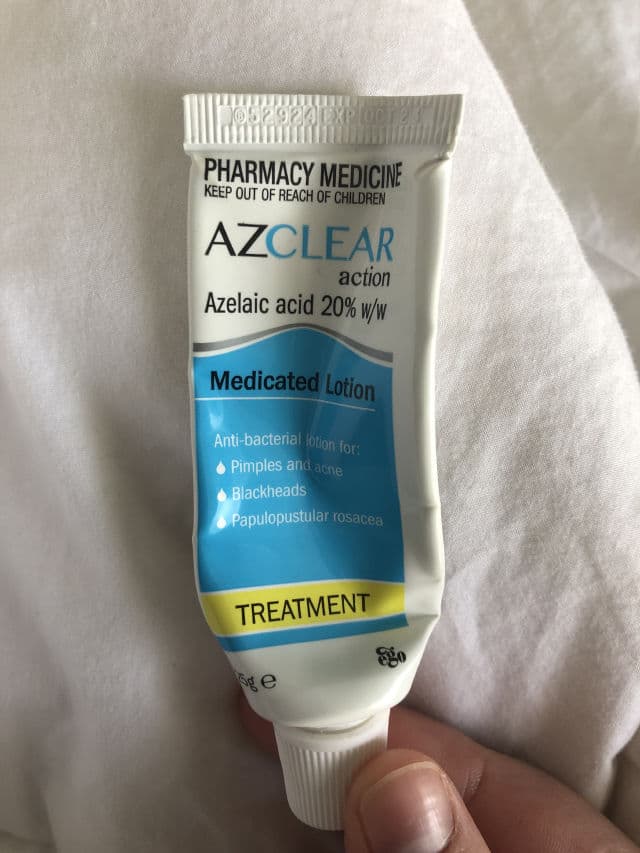 PHARMACY MEDICINE
KEEP OUT OF REACH OF CHILDREN
AZCLEAR
action
Azelaic acid 20% w/w
Medicated Lotion
Anti-bacterial lotion for:
Pimples and acne
Blackheads
Papulopustular rosacea
TREATMENT
ego
5g e